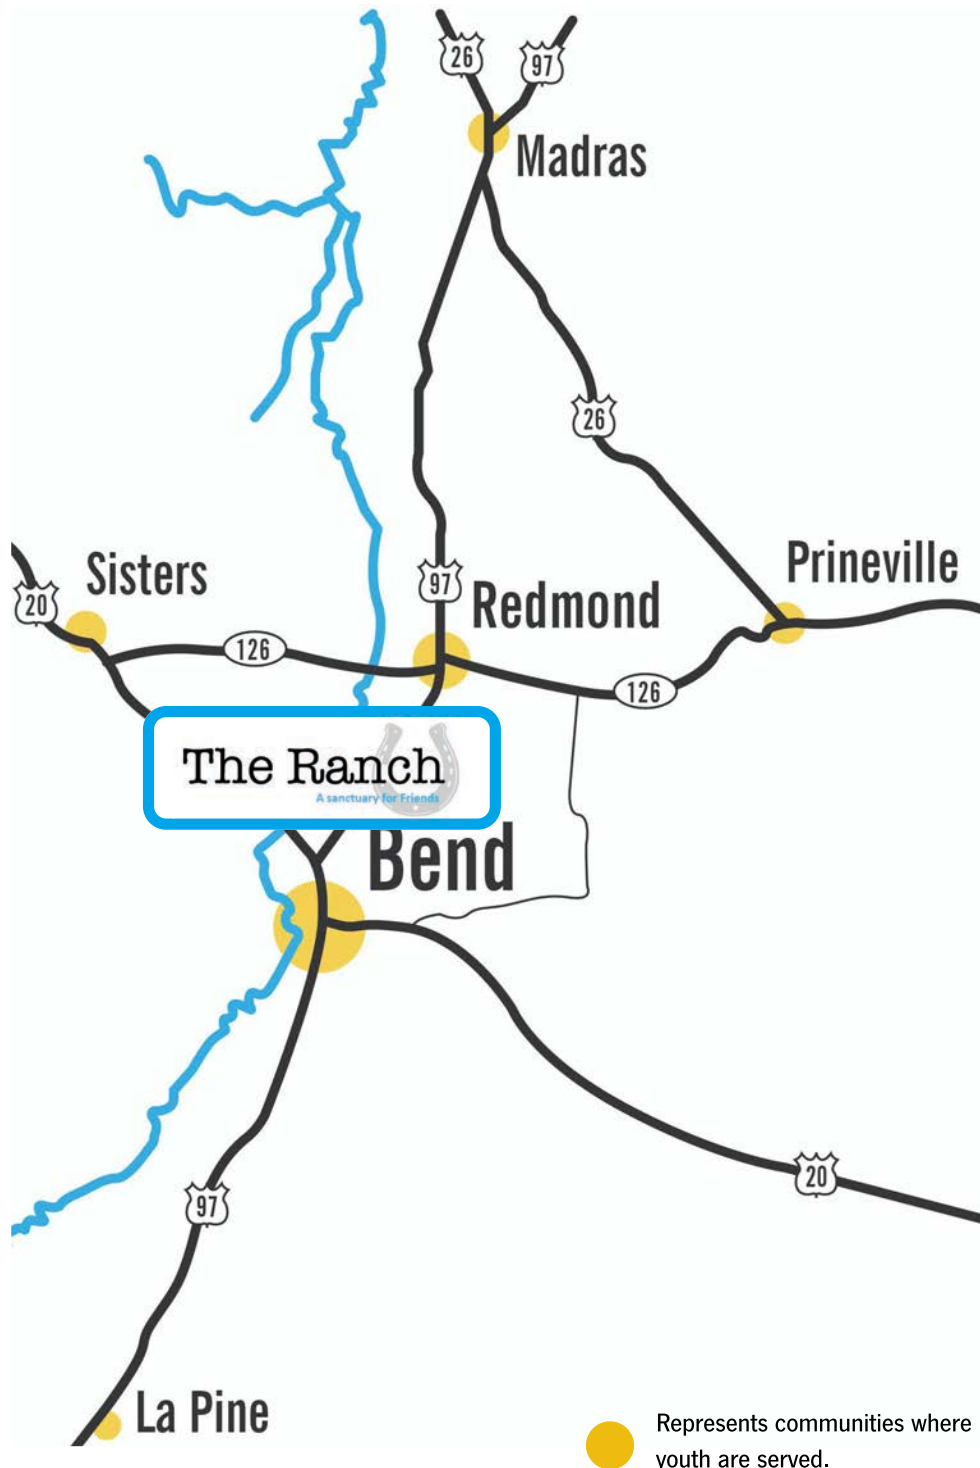 26
97
Madras
26
Prineville
Sisters
20
97
Redmond
126
126
The Ranch
A sanctuary for Friends
Bend
20
97
La Pine
Represents communities where
youth are served.